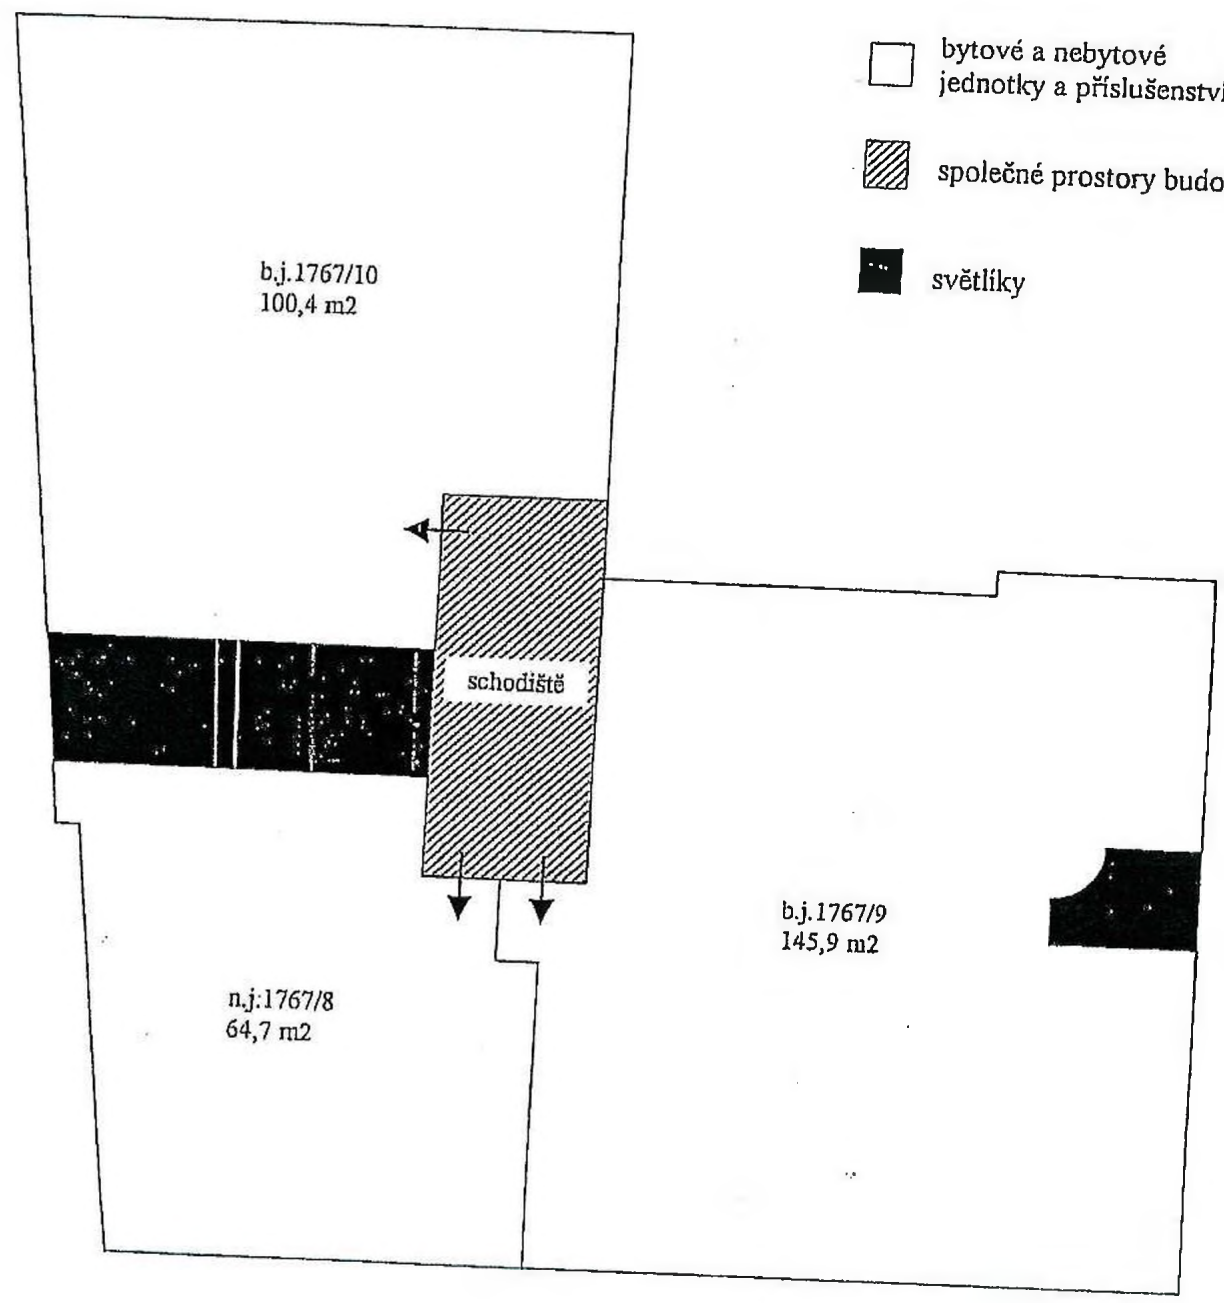 bytové a nebytové
jednotky a příslušenství
společné prostory budo
světlíky
b.j.1767/10
100,4 m2
schodiště
b.j.1767/9
145,9 m2
n.j.:1767/8
64,7 m2